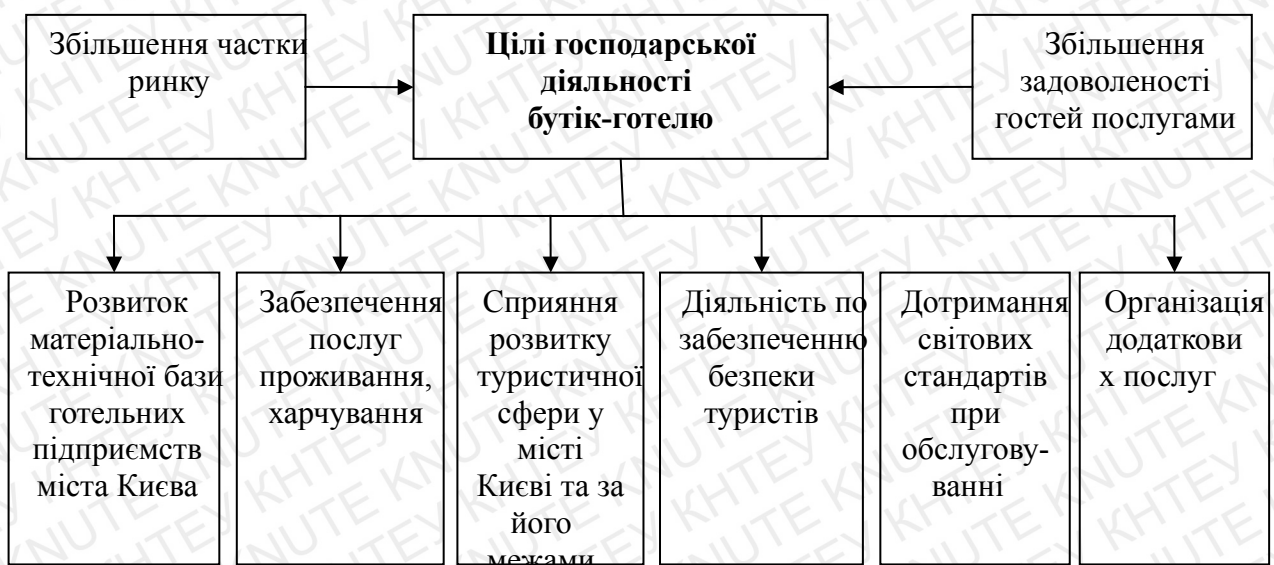 Збільшення частки
ринку
Цілі господарської
діяльності
бутік-готелю
Збільшення
задоволеності
гостей послугами
Розвиток
матеріально-
технічної бази
готельних
підприємств
міста Києва
Забезпечення
послуг
проживання,
харчування
Сприяння
розвитку
туристичної
сфери у
місті
Києві та за
його
межами
Діяльність по
забезпеченню
безпеки
туристів
Дотримання
світових
стандартів
при
обслугову-
ванні
Організація
додаткови
х послуг